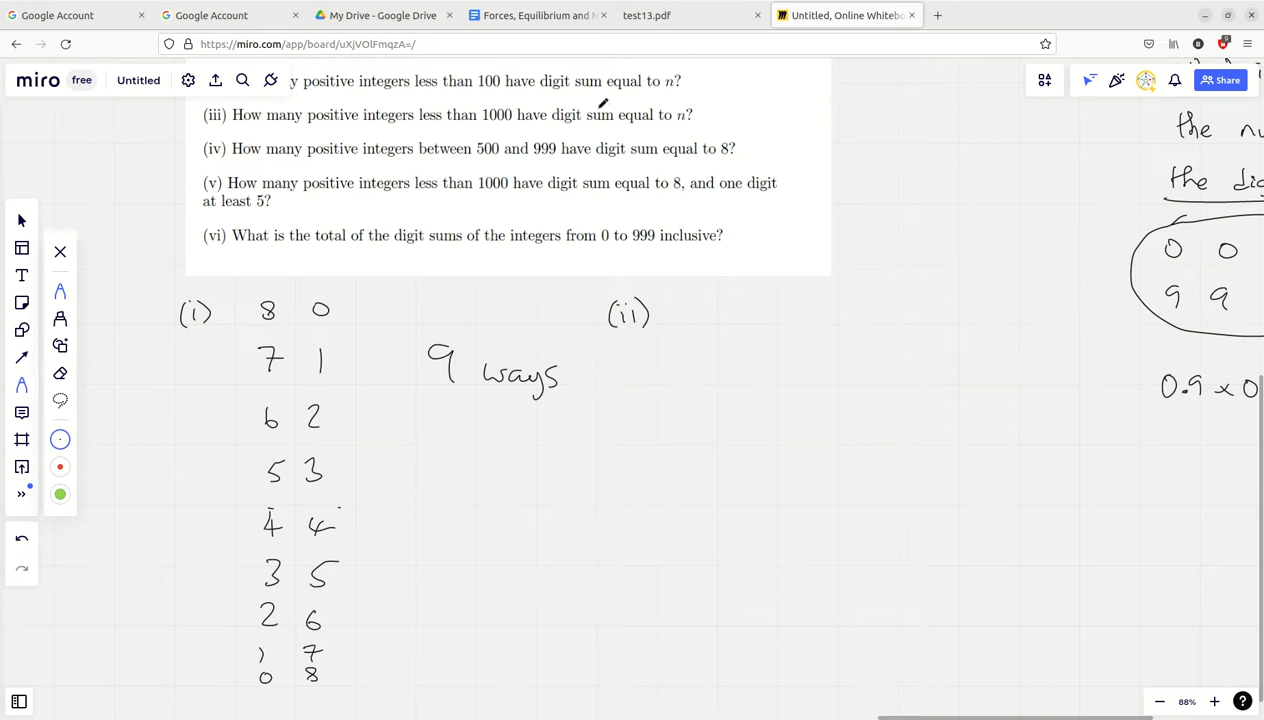 Google Account
Google Account
My Drive - Google Drive
Forces, Equilibrium and N
test13.pdf
Untitled, Online Whitebo
https://miro.com/app/board/uXjVOlFmqzA=/
miro free Untitled
Share
ny positive integers less than 100 have digit sum equal to n?
(iii) How many positive integers less than 1000 have digit sum equal to n?
(iv) How many positive integers between 500 and 999 have digit sum equal to 8?
(v) How many positive integers less than 1000 have digit sum equal to 8, and one digit
at least 5?
(vi) What is the total of the digit sums of the integers from 0 to 999 inclusive?
the nu
the dig
0 0
9 9
0.9 x 0
(i) 8 0
(ii)
7 1
9 ways
6 2
5 3
4 4
3 5
2 6
1 7
0 8
88%